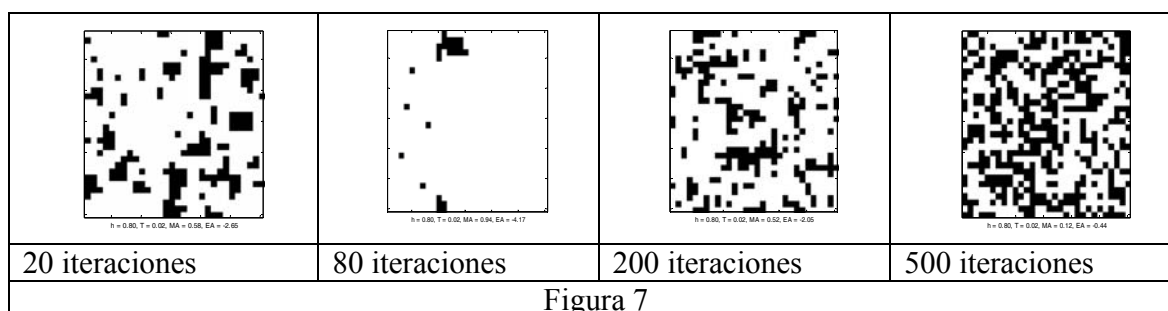 h = 0.80, T = 0.02, MA = 0.58, EA = -2.65
h = 0.80, T = 0.02, MA = 0.94, EA = -4.17
h = 0.80, T = 0.02, MA = 0.52, EA = -2.05
h = 0.80, T = 0.02, MA = 0.12, EA = -0.44
20 iteraciones
80 iteraciones
200 iteraciones
500 iteraciones
Figura 7